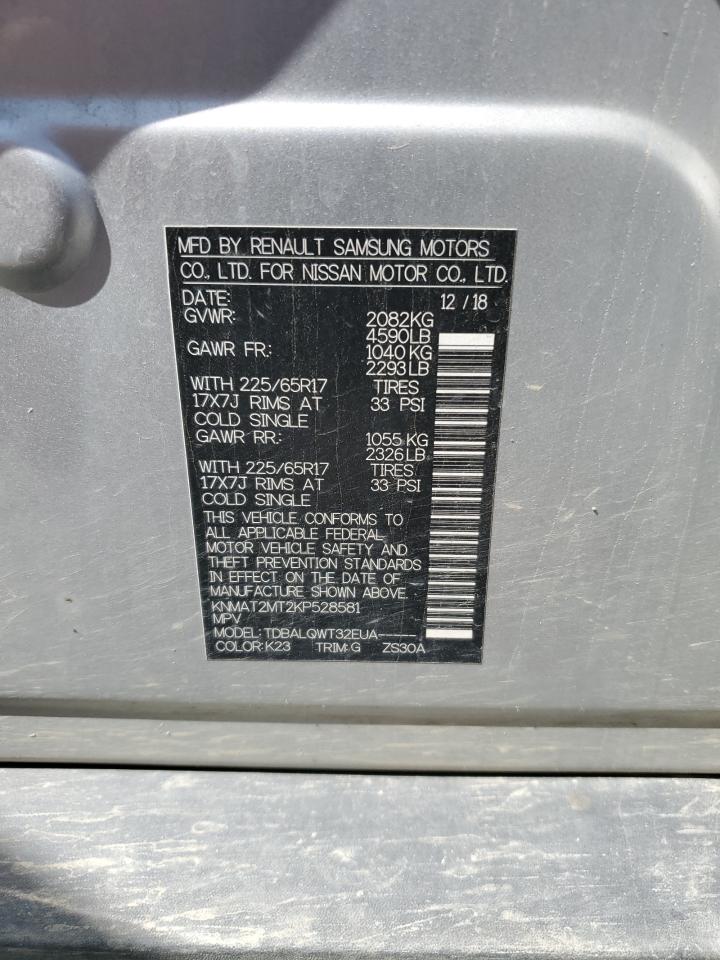 MFD BY RENAULT SAMSUNG MOTORS
CO., LTD. FOR NISSAN MOTOR CO., LTD.
DATE: 12 / 18
GVWR: 2082KG
4590LB
GAWR FR: 1040 KG
2293LB
WITH 225/65R17 TIRES
17X7J RIMS AT 33 PSI
COLD SINGLE
GAWR RR: 1055 KG
2326LB
WITH 225/65R17 TIRES
17X7J RIMS AT 33 PSI
COLD SINGLE
THIS VEHICLE CONFORMS TO
ALL APPLICABLE FEDERAL
MOTOR VEHICLE SAFETY AND
THEFT PREVENTION STANDARDS
IN EFFECT ON THE DATE OF
MANUFACTURE SHOWN ABOVE.
KNMAT2MT2KP528581
MPV
MODEL: TDBALQWT32EUA-----
COLOR: K23 TRIM: G ZS30A